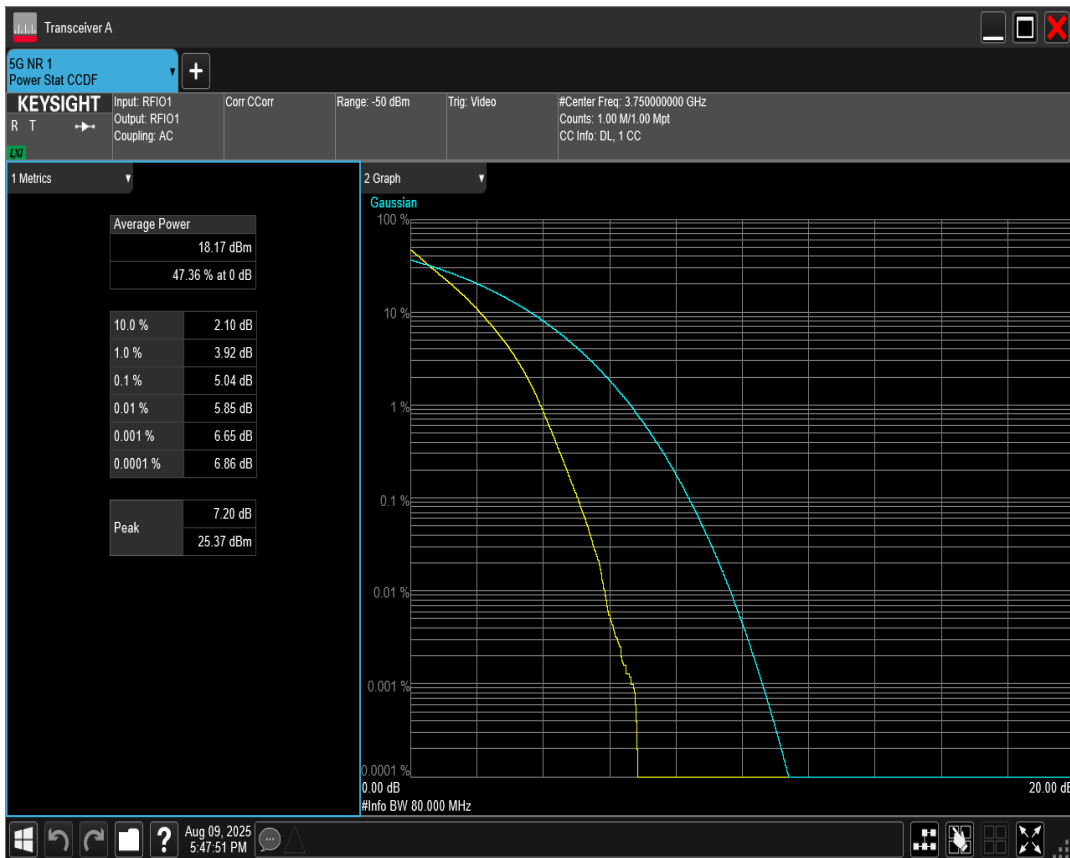 Transceiver A
5G NR 1
Power Stat CCDF
+
KEYSIGHT
R T
LXI
Input: RFIO1
Output: RFIO1
Coupling: AC
Corr CCorr
Range: -50 dBm
Trig: Video
#Center Freq: 3.750000000 GHz
Counts: 1.00 M/1.00 Mpt
CC Info: DL, 1 CC
1 Metrics
Average Power
18.17 dBm
47.36 % at 0 dB
10.0 % 2.10 dB
1.0 % 3.92 dB
0.1 % 5.04 dB
0.01 % 5.85 dB
0.001 % 6.65 dB
0.0001 % 6.86 dB
Peak
7.20 dB
25.37 dBm
2 Graph
Gaussian
100 %
10 %
1 %
0.1 %
0.01 %
0.001 %
0.0001 %
0.00 dB 20.00 dB
#Info BW 80.000 MHz
?
Aug 09, 2025
5:47:51 PM